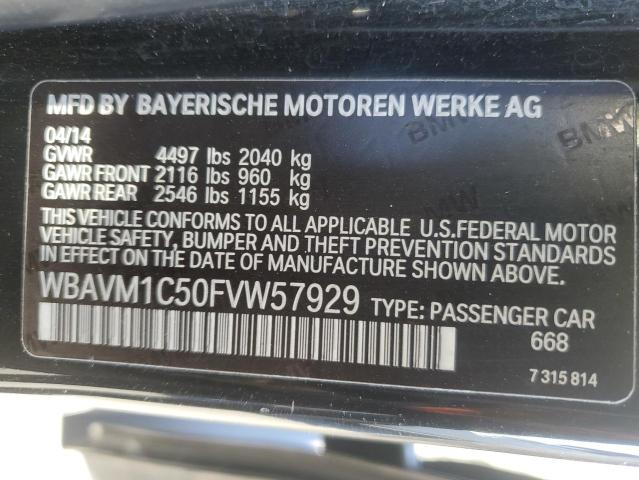 MFD BY BAYERISCHE MOTOREN WERKE AG
04/14
GVWR 4497 lbs 2040 kg
GAWR FRONT 2116 lbs 960 kg
GAWR REAR 2546 lbs 1155 kg
THIS VEHICLE CONFORMS TO ALL APPLICABLE U.S.FEDERAL MOTOR
VEHICLE SAFETY, BUMPER AND THEFT PREVENTION STANDARDS
IN EFFECT ON THE DATE OF MANUFACTURE SHOWN ABOVE.
WBAVM1C50FVW57929 TYPE: PASSENGER CAR
668
7 315 814
BMW
BMW